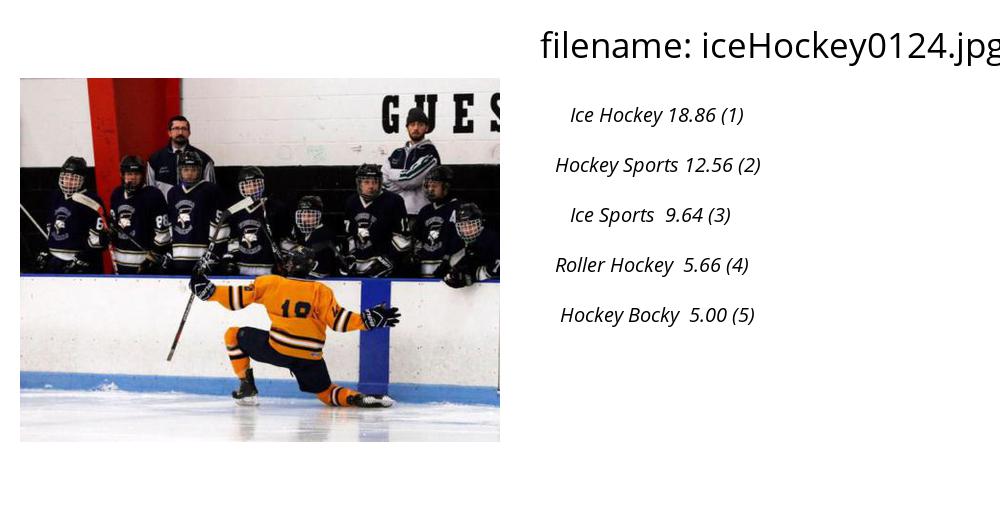 filename: iceHockey0124.jpg
Ice Hockey 18.86 (1)
Hockey Sports 12.56 (2)
Ice Sports 9.64 (3)
Roller Hockey 5.66 (4)
Hockey Bocky 5.00 (5)
GUES
18